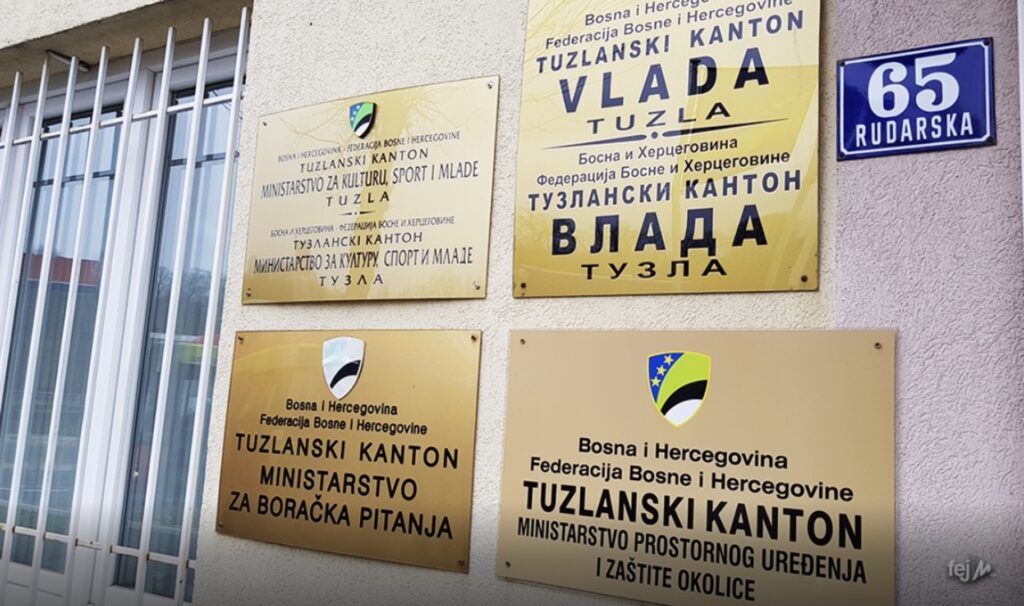 BOSNA I HERCEGOVINA - FEDERACIJA BOSNE I HERCEGOVINE
TUZLANSKI KANTON
MINISTARSTVO ZA KULTURU, SPORT I MLADE
TUZLA
БОСНА И ХЕРЦЕГОВИНА - ФЕДЕРАЦИЈА БОСНЕ И ХЕРЦЕГОВИНЕ
ТУЗЛАНСКИ КАНТОН
МИНИСТАРСТВО ЗА КУЛТУРУ, СПОРТ И МЛАДЕ
ТУЗЛА
Bosna i Hercegovina
Federacija Bosne i Hercegovine
TUZLANSKI KANTON
VLADA
TUZLA
Босна и Херцеговина
Федерација Босне и Херцеговине
ТУЗЛАНСКИ КАНТОН
ВЛАДА
ТУЗЛА
65
RUDARSKA
Bosna i Hercegovina
Federacija Bosne i Hercegovine
TUZLANSKI KANTON
MINISTARSTVO
ZA BORAČKA PITANJA
Bosna i Hercegovina
Federacija Bosne i Hercegovine
TUZLANSKI KANTON
MINISTARSTVO PROSTORNOG UREĐENJA
I ZAŠTITE OKOLICE
fej